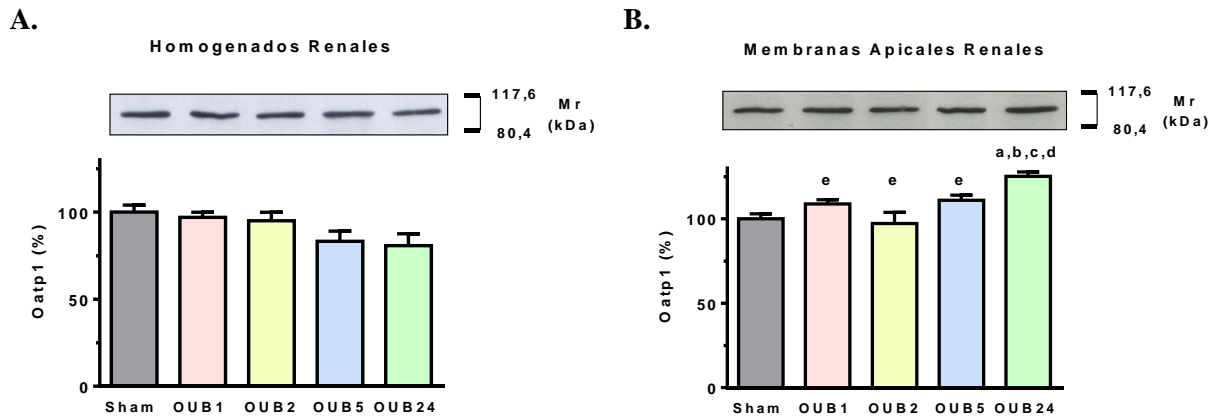 A.
Homogenados Renales
117,6
Mr
(kDa)
80,4
Oatp1 (%)
100
50
0
Sham OUB1 OUB2 OUB5 OUB24
B.
Membranas Apicales Renales
117,6
Mr
(kDa)
80,4
a,b,c,d
e e e
Oatp1 (%)
100
50
0
Sham OUB1 OUB2 OUB5 OUB24